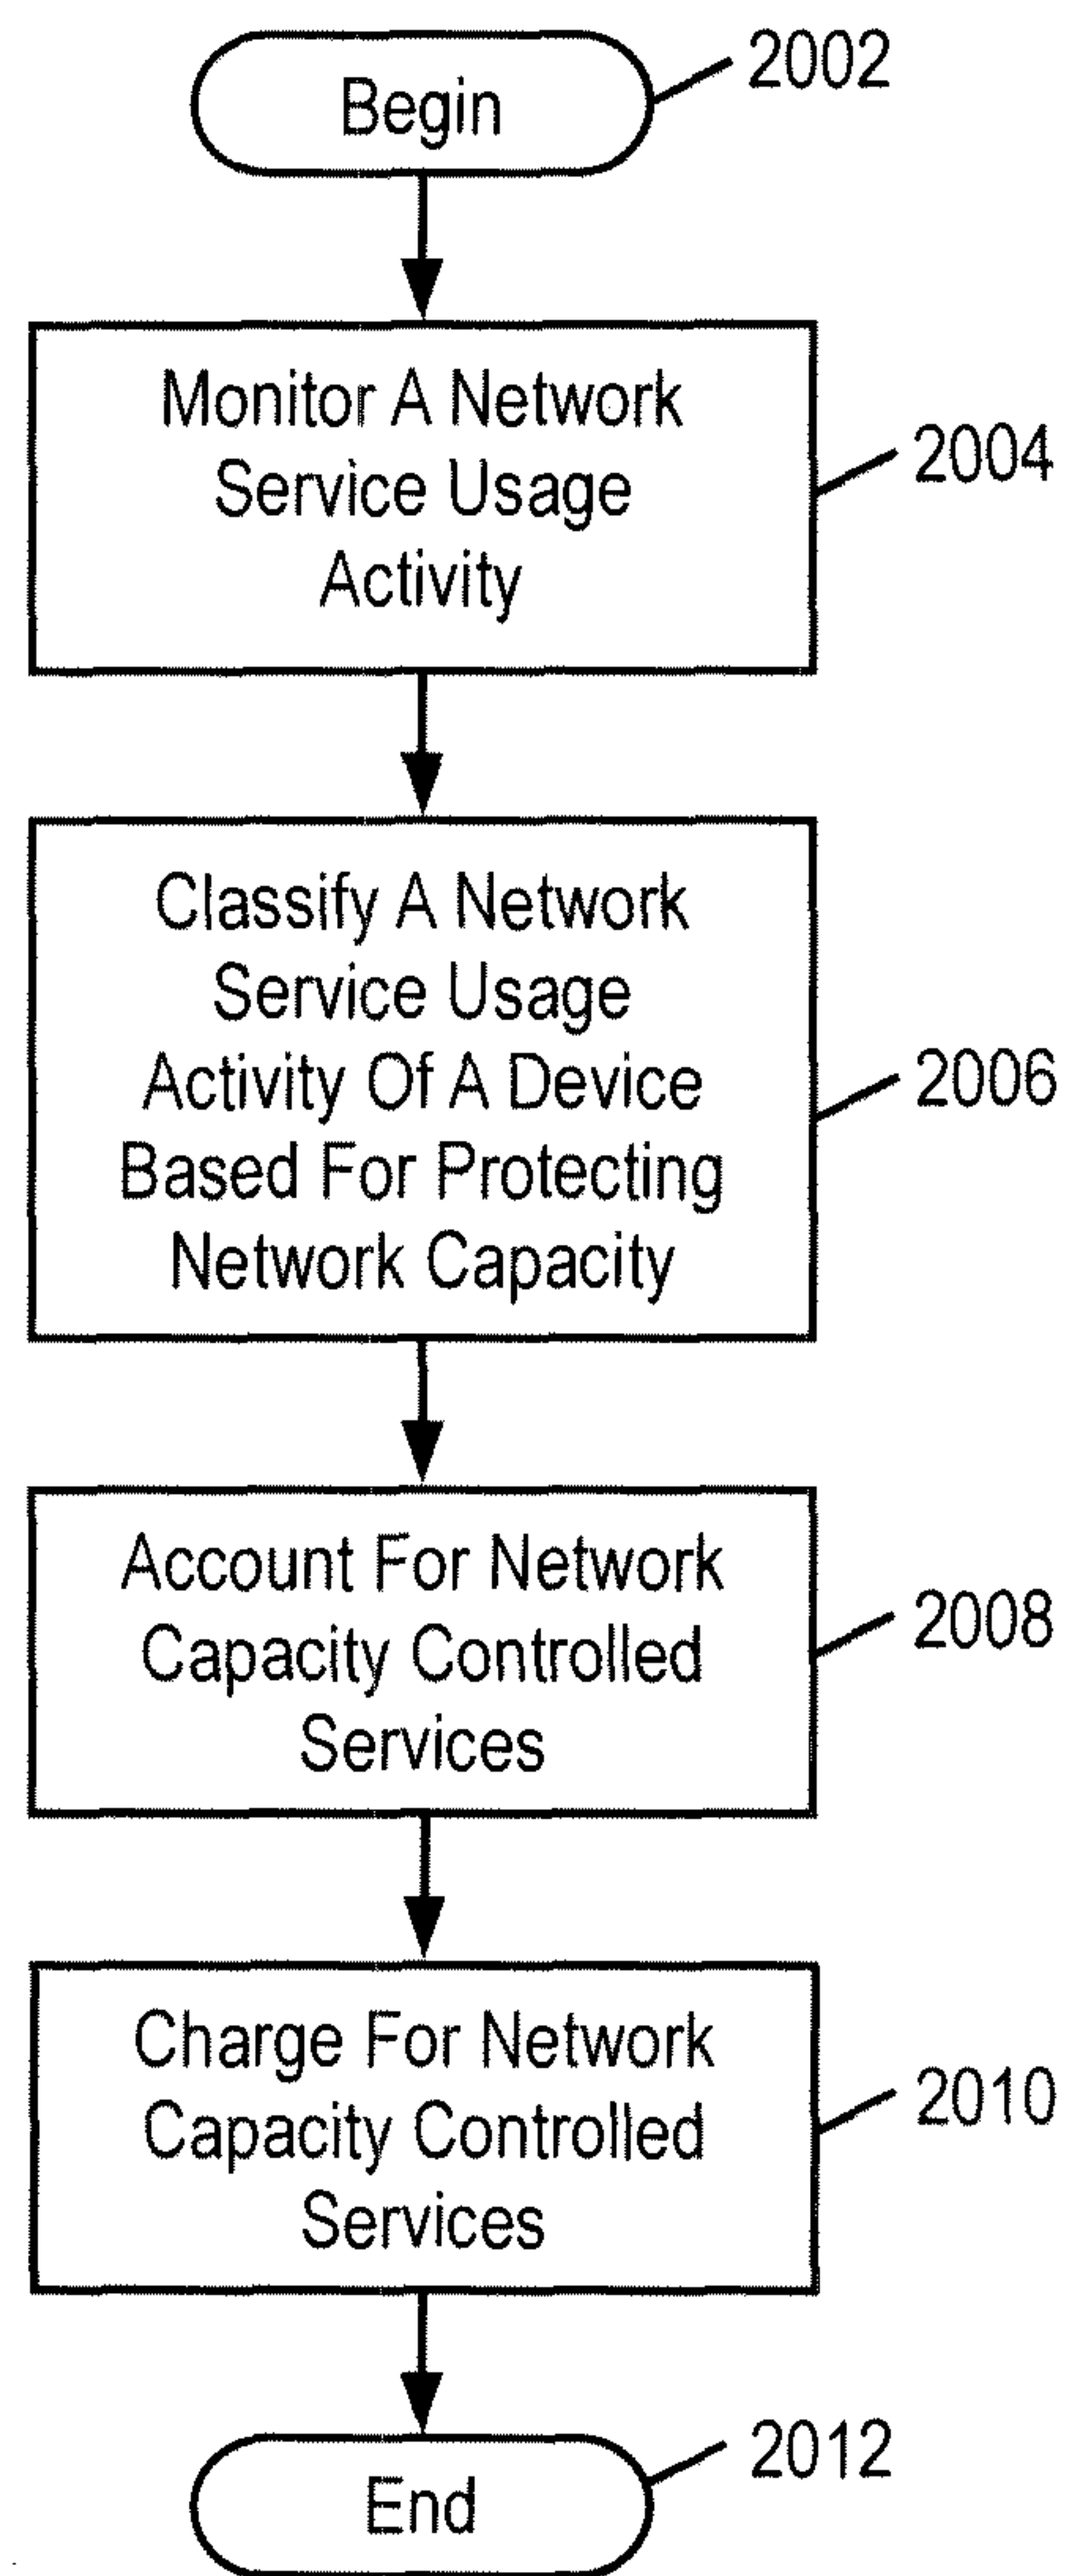 Begin
2002
Monitor A Network
Service Usage
Activity
2004
Classify A Network
Service Usage
Activity Of A Device
Based For Protecting
Network Capacity
2006
Account For Network
Capacity Controlled
Services
2008
Charge For Network
Capacity Controlled
Services
2010
End
2012